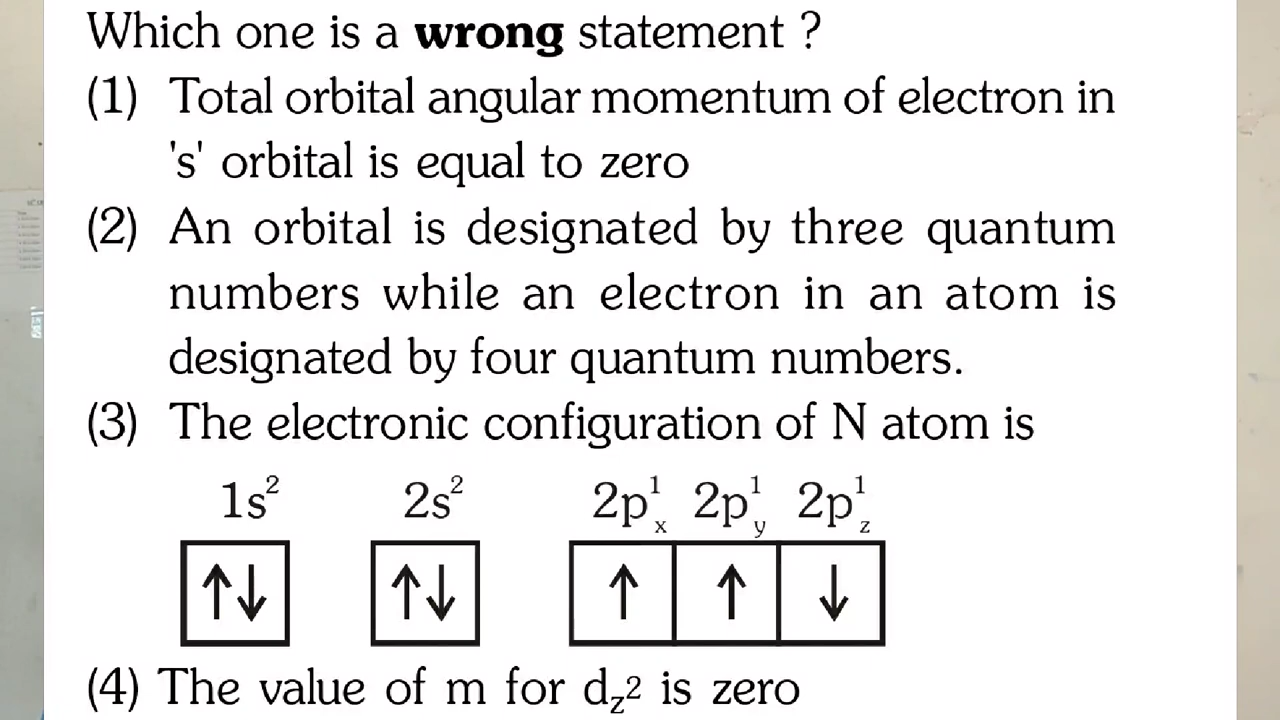 Which one is a wrong statement ?
(1) Total orbital angular momentum of electron in
's' orbital is equal to zero
(2) An orbital is designated by three quantum
numbers while an electron in an atom is
designated by four quantum numbers.
(3) The electronic configuration of N atom is
1s² 2s² 2p¹ₓ 2p¹ᵧ 2p¹z
↑↓ ↑↓ ↑ ↑ ↓
(4) The value of m for dz² is zero